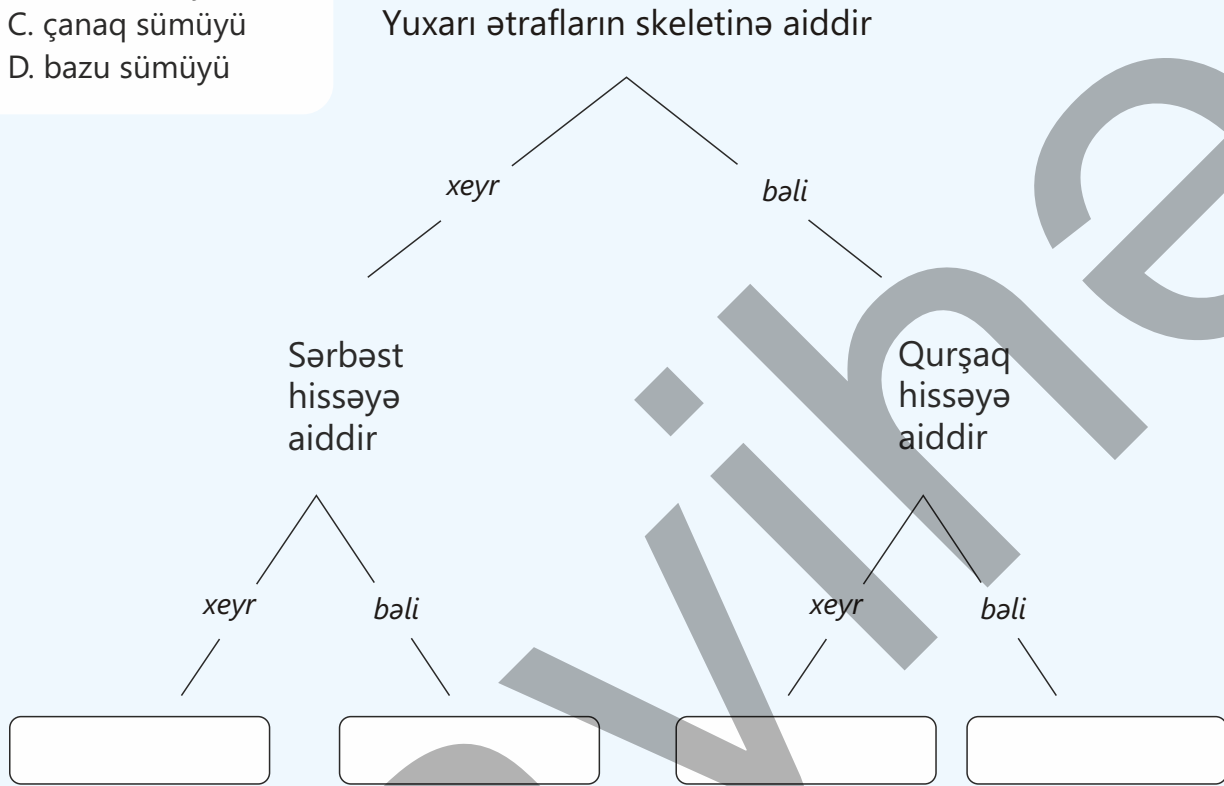 C. çanaq sümüyü
D. bazu sümüyü
Yuxarı ətrafların skeletinə aiddir
xeyr
bəli
Sərbəst
hissəyə
aiddir
Qurşaq
hissəyə
aiddir
xeyr
bəli
xeyr
bəli